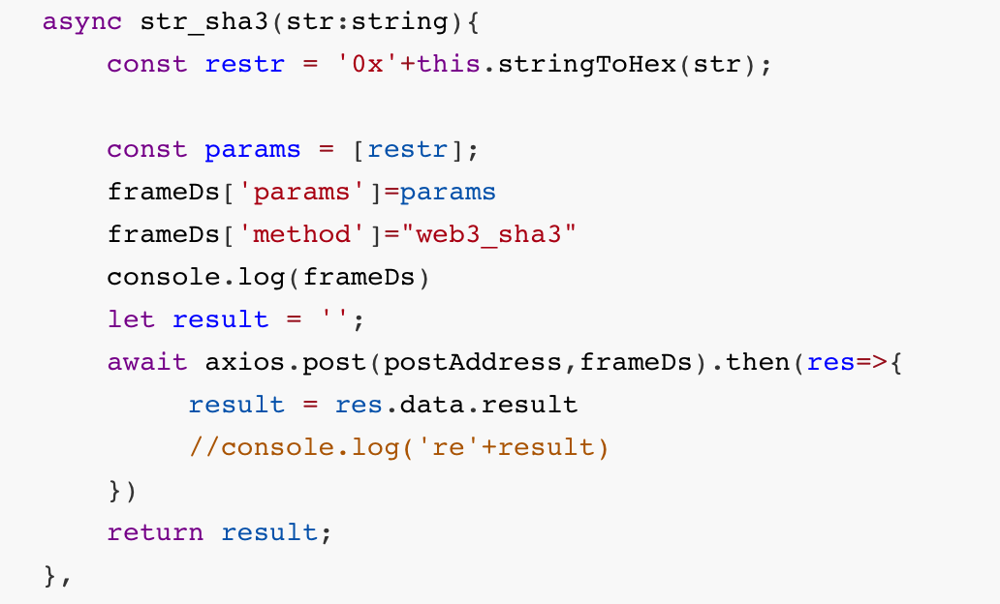 async str_sha3(str:string){
    const restr = '0x'+this.stringToHex(str);

    const params = [restr];
    frameDs['params']=params
    frameDs['method']="web3_sha3"
    console.log(frameDs)
    let result = '';
    await axios.post(postAddress,frameDs).then(res=>{
         result = res.data.result
         //console.log('re'+result)
    })
    return result;
},